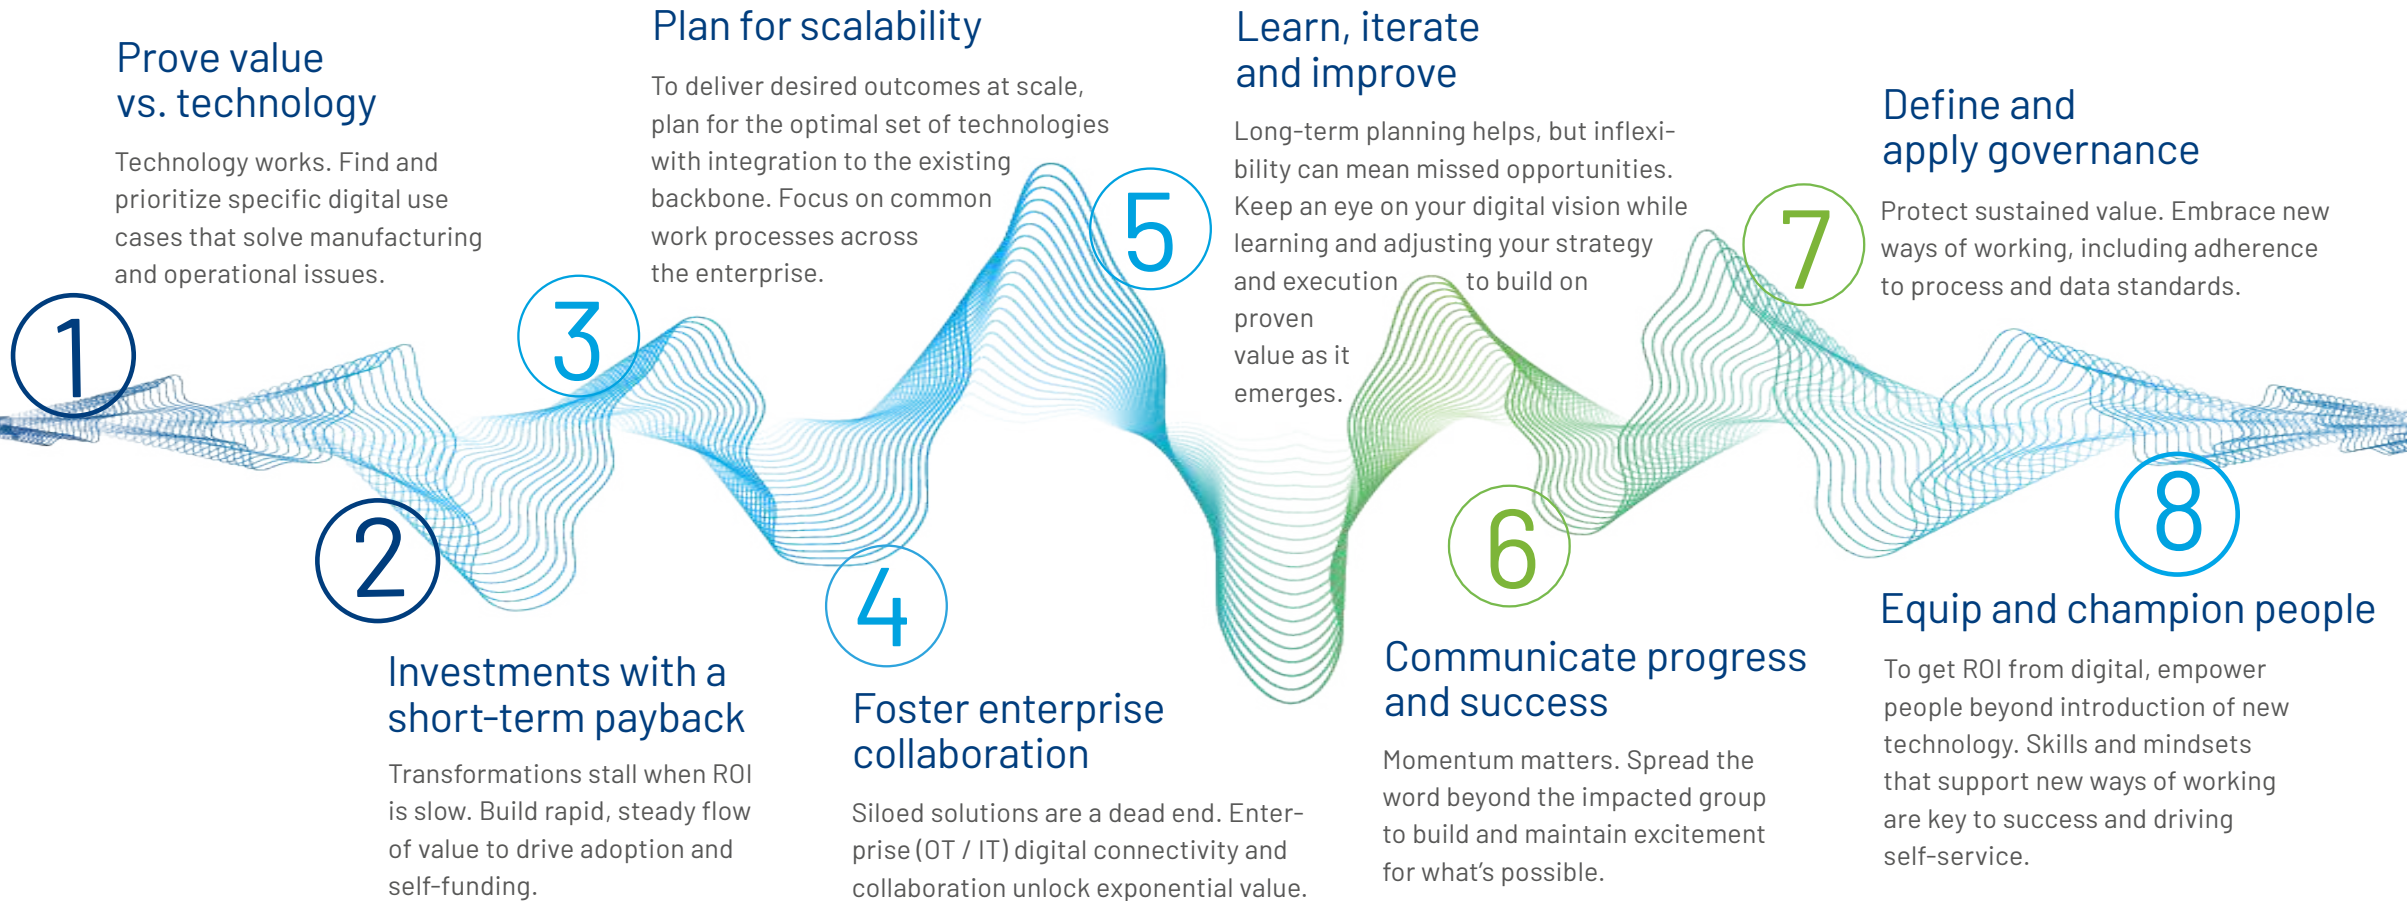 1
Prove value
vs. technology
Technology works. Find and
prioritize specific digital use
cases that solve manufacturing
and operational issues.
2
Investments with a
short-term payback
Transformations stall when ROI
is slow. Build rapid, steady flow
of value to drive adoption and
self-funding.
3
Plan for scalability
To deliver desired outcomes at scale,
plan for the optimal set of technologies
with integration to the existing
backbone. Focus on common
work processes across
the enterprise.
4
Foster enterprise
collaboration
Siloed solutions are a dead end. Enter-
prise (OT / IT) digital connectivity and
collaboration unlock exponential value.
5
Learn, iterate
and improve
Long-term planning helps, but inflexi-
bility can mean missed opportunities.
Keep an eye on your digital vision while
learning and adjusting your strategy
and execution to build on
proven
value as it
emerges.
6
Communicate progress
and success
Momentum matters. Spread the
word beyond the impacted group
to build and maintain excitement
for what's possible.
7
Define and
apply governance
Protect sustained value. Embrace new
ways of working, including adherence
to process and data standards.
8
Equip and champion people
To get ROI from digital, empower
people beyond introduction of new
technology. Skills and mindsets
that support new ways of working
are key to success and driving
self-service.